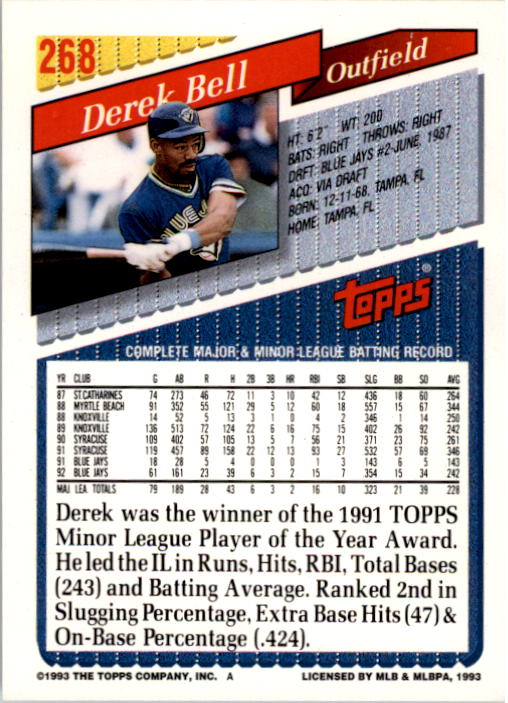 268
Derek Bell
Outfield
HT: 6'2" WT: 200
BATS: RIGHT THROWS: RIGHT
DRFT: BLUE JAYS #2-JUNE, 1987
ACQ: VIA DRAFT
BORN: 12-11-68, TAMPA, FL
HOME: TAMPA, FL
BLUE JA
TOPPS ®
COMPLETE MAJOR & MINOR LEAGUE BATTING RECORD
YR CLUB G AB R H 2B 3B HR RBI SB SLG BB SO AVG
87 ST.CATHARINES 74 273 46 72 11 3 10 42 12 436 18 60 264
88 MYRTLE BEACH 91 352 55 121 29 5 12 60 18 557 15 67 344
88 KNOXVILLE 14 52 5 13 3 1 0 4 2 346 1 14 250
89 KNOXVILLE 136 513 72 124 22 6 16 75 15 402 26 92 242
90 SYRACUSE 109 402 57 105 13 5 7 56 21 371 23 75 261
91 SYRACUSE 119 457 89 158 22 12 13 93 27 532 57 69 346
91 BLUE JAYS 18 28 5 4 0 0 0 1 3 143 6 5 143
92 BLUE JAYS 61 161 23 39 6 3 2 15 7 354 15 34 242
MAJ. LEA. TOTALS 79 189 28 43 6 3 2 16 10 323 21 39 228
Derek was the winner of the 1991 TOPPS
Minor League Player of the Year Award.
He led the IL in Runs, Hits, RBI, Total Bases
(243) and Batting Average. Ranked 2nd in
Slugging Percentage, Extra Base Hits (47) &
On-Base Percentage (.424).
©1993 THE TOPPS COMPANY, INC. A
LICENSED BY MLB & MLBPA, 1993